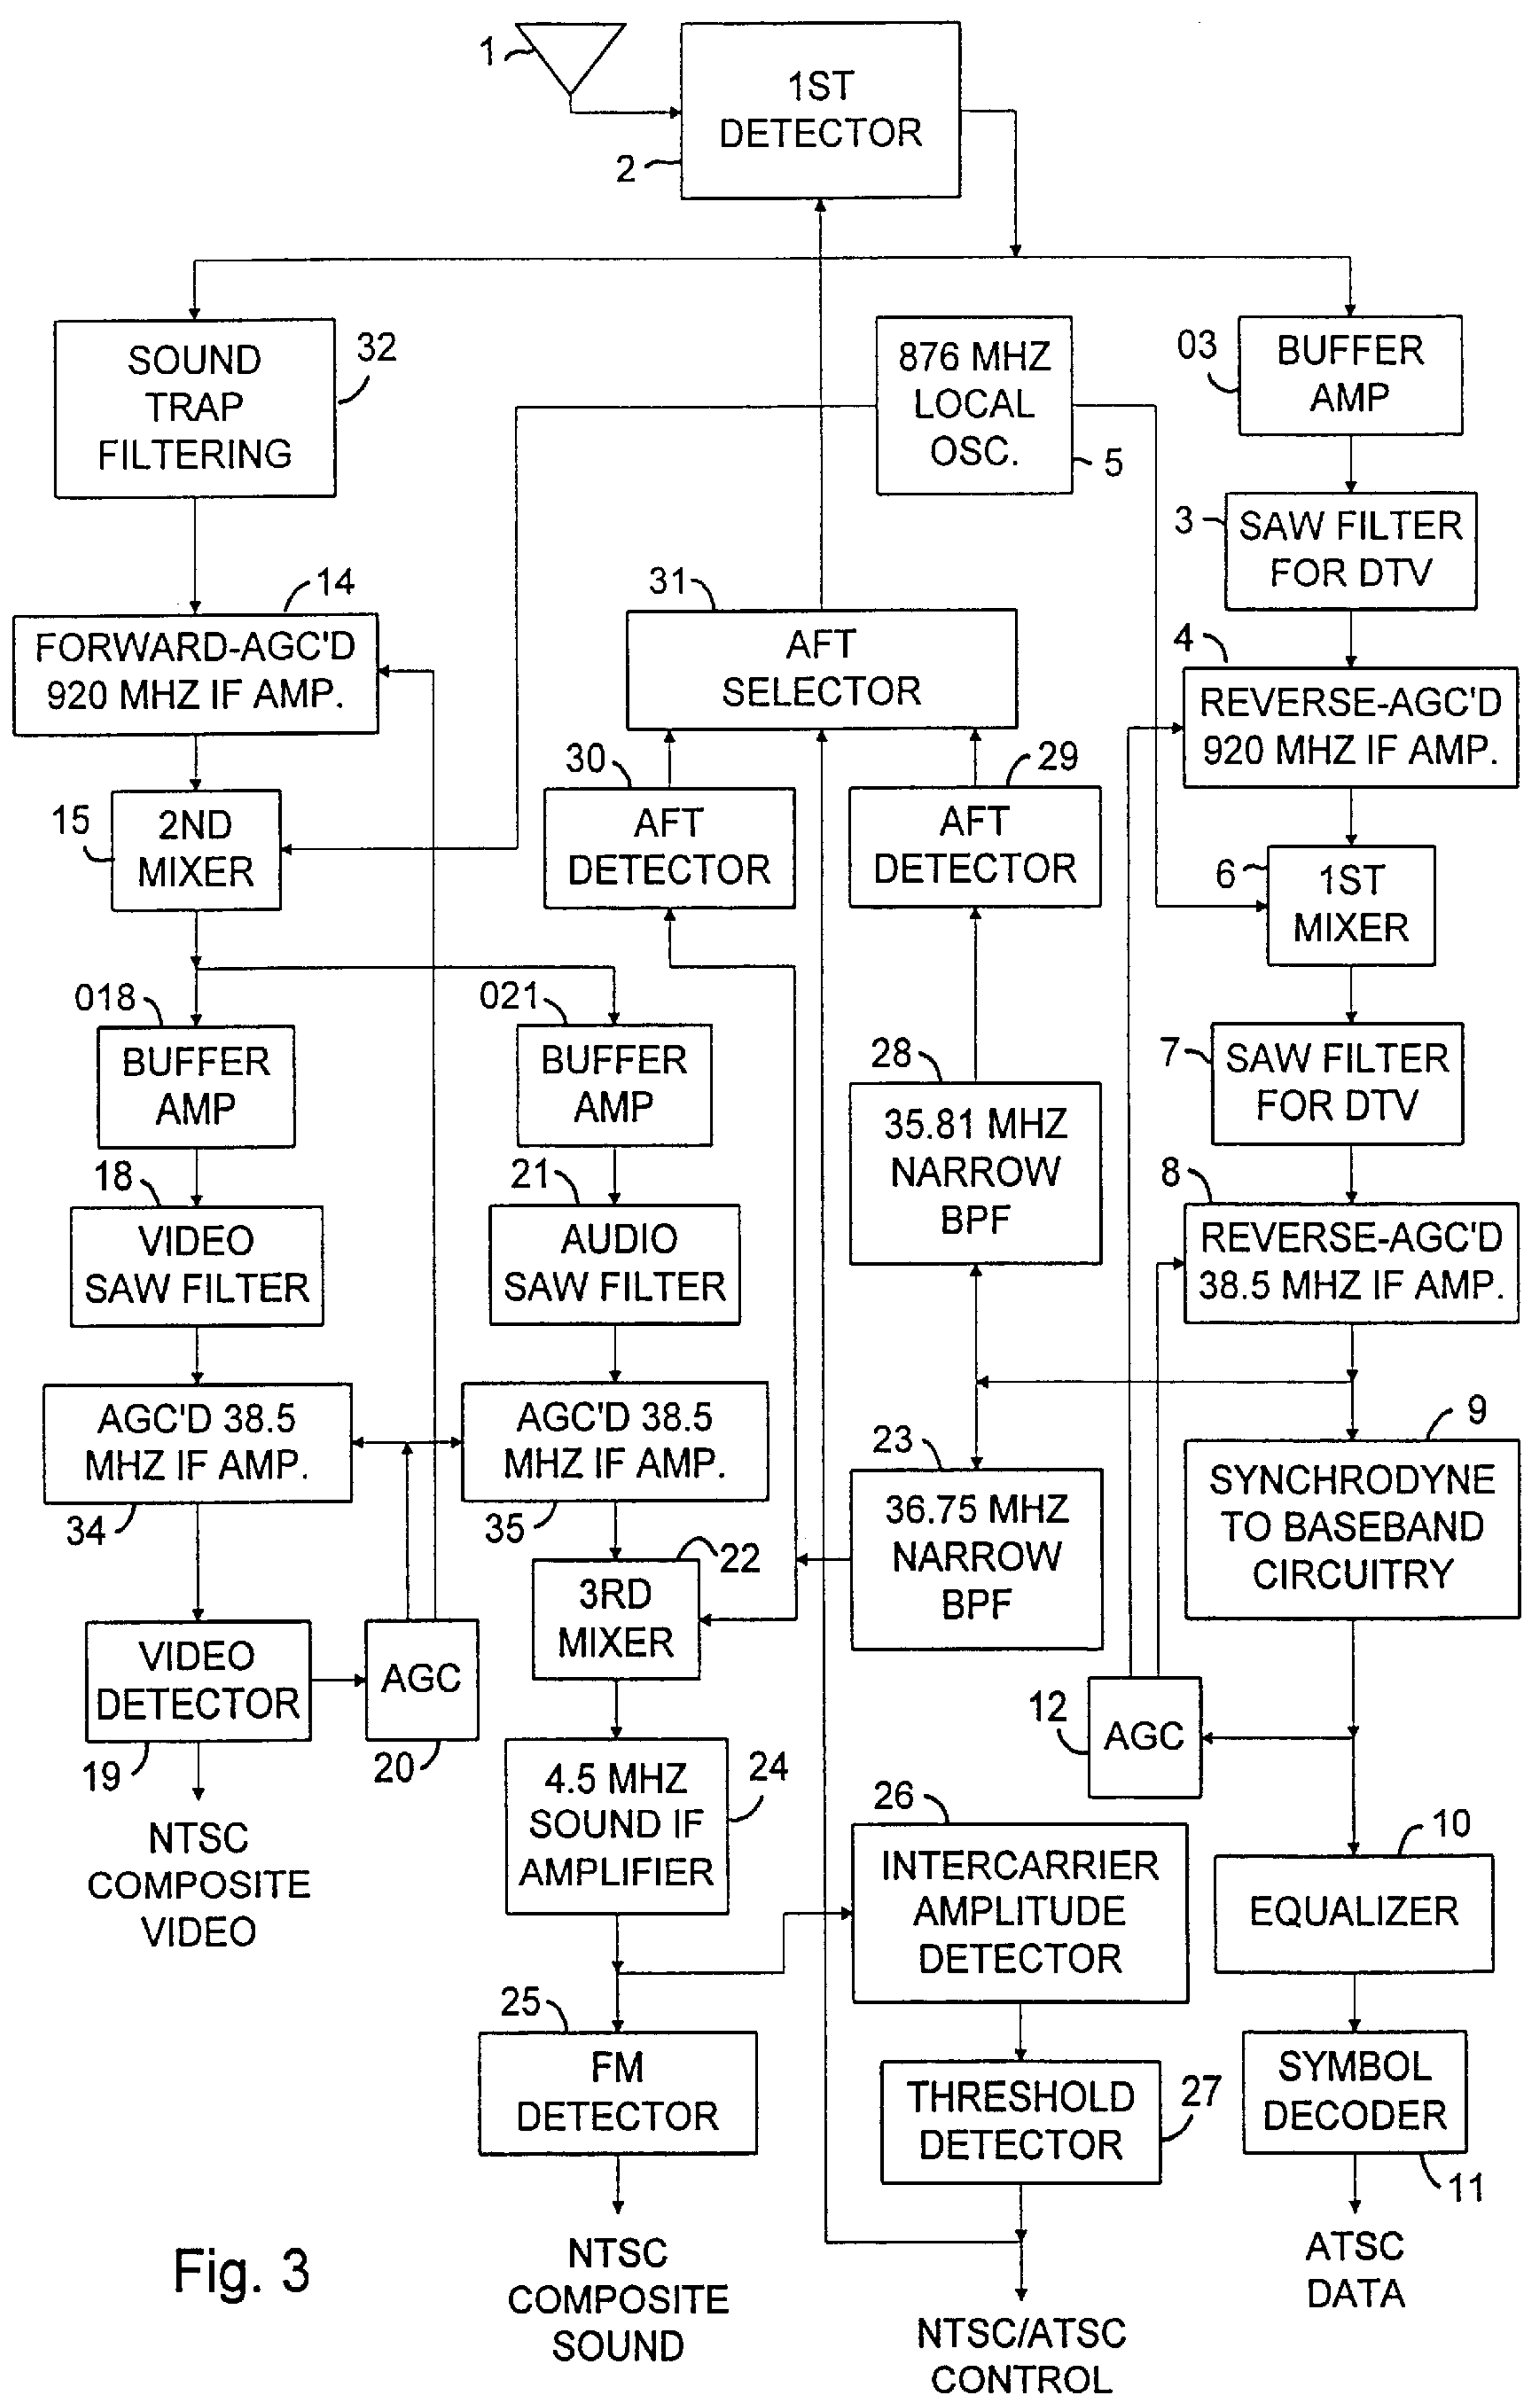 1
1ST
DETECTOR
2
SOUND
TRAP
FILTERING
32
876 MHZ
LOCAL
OSC.
5
03
BUFFER
AMP
3
SAW FILTER
FOR DTV
14
FORWARD-AGC'D
920 MHZ IF AMP.
31
AFT
SELECTOR
4
REVERSE-AGC'D
920 MHZ IF AMP.
15
2ND
MIXER
30
AFT
DETECTOR
29
AFT
DETECTOR
6
1ST
MIXER
018
BUFFER
AMP
021
BUFFER
AMP
28
35.81 MHZ
NARROW
BPF
7
SAW FILTER
FOR DTV
18
VIDEO
SAW FILTER
21
AUDIO
SAW FILTER
8
REVERSE-AGC'D
38.5 MHZ IF AMP.
AGC'D 38.5
MHZ IF AMP.
34
AGC'D 38.5
MHZ IF AMP.
35
23
36.75 MHZ
NARROW
BPF
9
SYNCHRODYNE
TO BASEBAND
CIRCUITRY
22
3RD
MIXER
VIDEO
DETECTOR
19
AGC
20
12
AGC
NTSC
COMPOSITE
VIDEO
4.5 MHZ
SOUND IF
AMPLIFIER
24
26
INTERCARRIER
AMPLITUDE
DETECTOR
10
EQUALIZER
25
FM
DETECTOR
THRESHOLD
DETECTOR
27
SYMBOL
DECODER
11
Fig. 3
NTSC
COMPOSITE
SOUND
NTSC/ATSC
CONTROL
ATSC
DATA